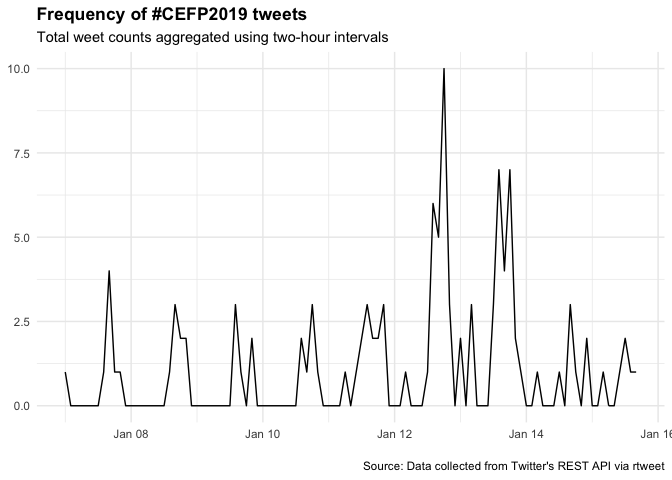 Frequency of #CEFP2019 tweets
Total weet counts aggregated using two-hour intervals
10.0
7.5
5.0
2.5
0.0
Jan 08 Jan 10 Jan 12 Jan 14 Jan 16
Source: Data collected from Twitter's REST API via rtweet